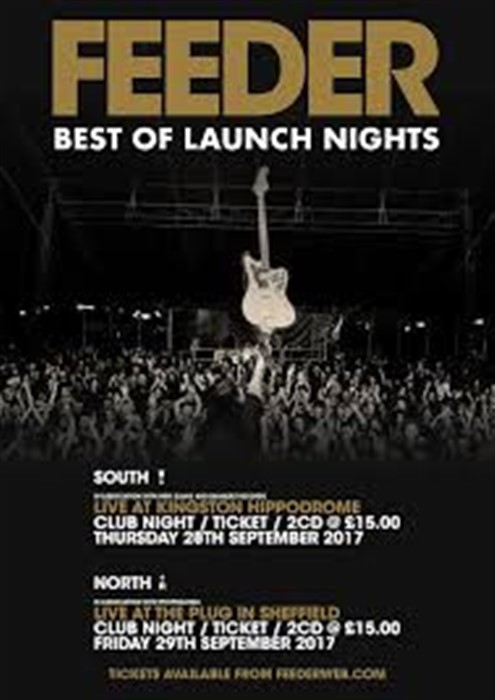 FEEDER
BEST OF LAUNCH NIGHTS
SOUTH
LIVE AT KINGSTON HIPPODROME
CLUB NIGHT / TICKET / 2CD @ £15.00
THURSDAY 28TH SEPTEMBER 2017
NORTH
LIVE AT THE PLUG IN SHEFFIELD
CLUB NIGHT / TICKET / 2CD @ £15.00
FRIDAY 29TH SEPTEMBER 2017
TICKETS AVAILABLE FROM FEEDERWEB.COM